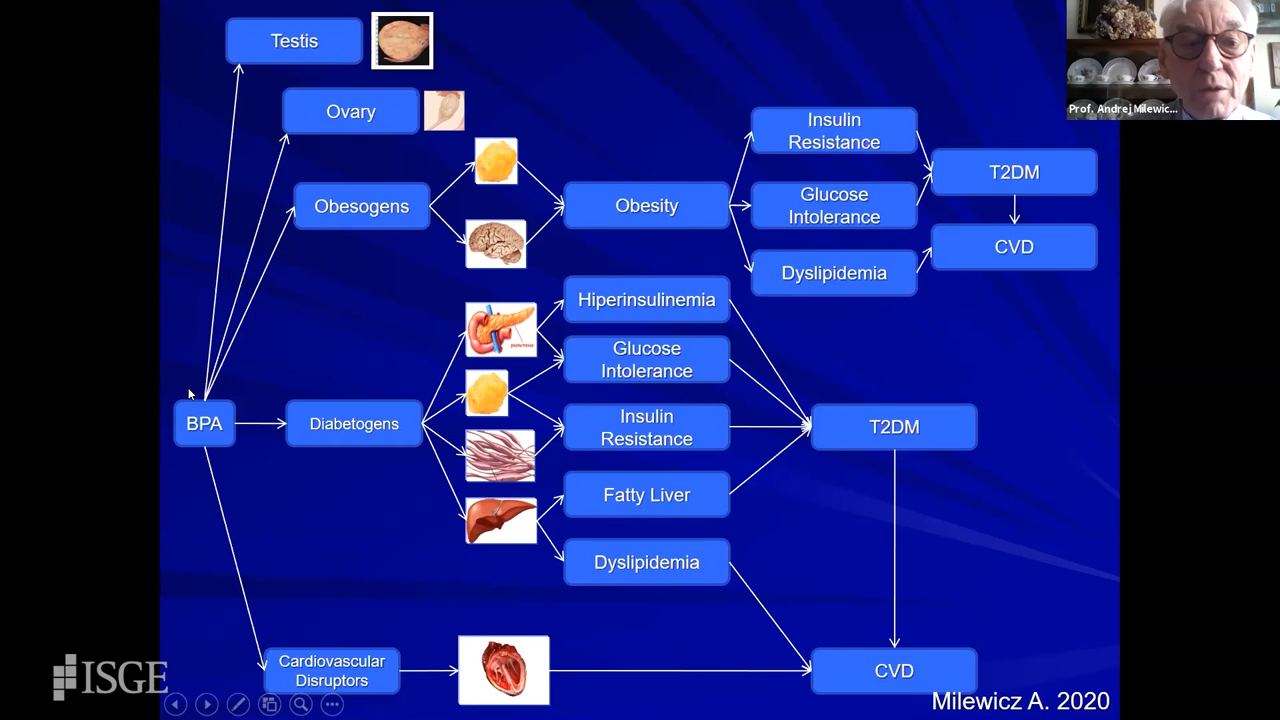 Testis
Ovary
Obesogens
Obesity
Insulin
Resistance
Glucose
Intolerance
Dyslipidemia
T2DM
CVD
BPA
Diabetogens
Hiperinsulinemia
Glucose
Intolerance
Insulin
Resistance
Fatty Liver
Dyslipidemia
T2DM
Cardiovascular
Disruptors
CVD
Milewicz A. 2020
ISGE
Prof. Andrej Milewic...